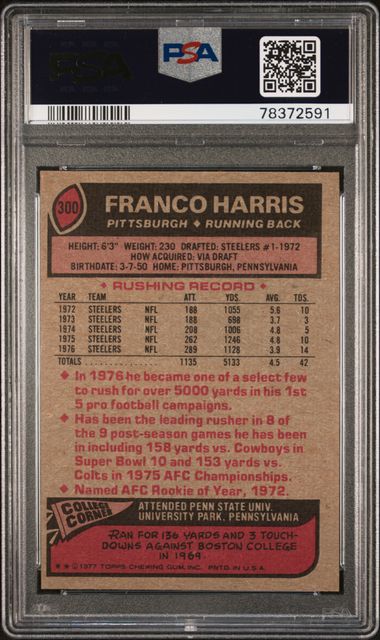 PSA
PSA
78372591
300
FRANCO HARRIS
PITTSBURGH ◆ RUNNING BACK
HEIGHT: 6'3" WEIGHT: 230 DRAFTED: STEELERS #1-1972
HOW ACQUIRED: VIA DRAFT
BIRTHDATE: 3-7-50 HOME: PITTSBURGH, PENNSYLVANIA
◆ RUSHING RECORD ◆
YEAR TEAM ATT. YDS. AVG. TDS.
1972 STEELERS NFL 188 1055 5.6 10
1973 STEELERS NFL 188 698 3.7 3
1974 STEELERS NFL 208 1006 4.8 5
1975 STEELERS NFL 262 1246 4.8 10
1976 STEELERS NFL 289 1128 3.9 14
TOTALS 1135 5133 4.5 42
◆ In 1976 he became one of a select few
to rush for over 5000 yards in his 1st
5 pro football campaigns.
◆ Has been the leading rusher in 8 of
the 9 post-season games he has been
in including 158 yards vs. Cowboys in
Super Bowl 10 and 153 yards vs.
Colts in 1975 AFC Championships.
◆ Named AFC Rookie of Year, 1972.
COLLEGE
CORNER
ATTENDED PENN STATE UNIV.
UNIVERSITY PARK, PENNSYLVANIA
RAN FOR 136 YARDS AND 3 TOUCH-
DOWNS AGAINST BOSTON COLLEGE
IN 1969.
★ ★ © 1977 TOPPS CHEWING GUM, INC. PRTD. IN U.S.A.